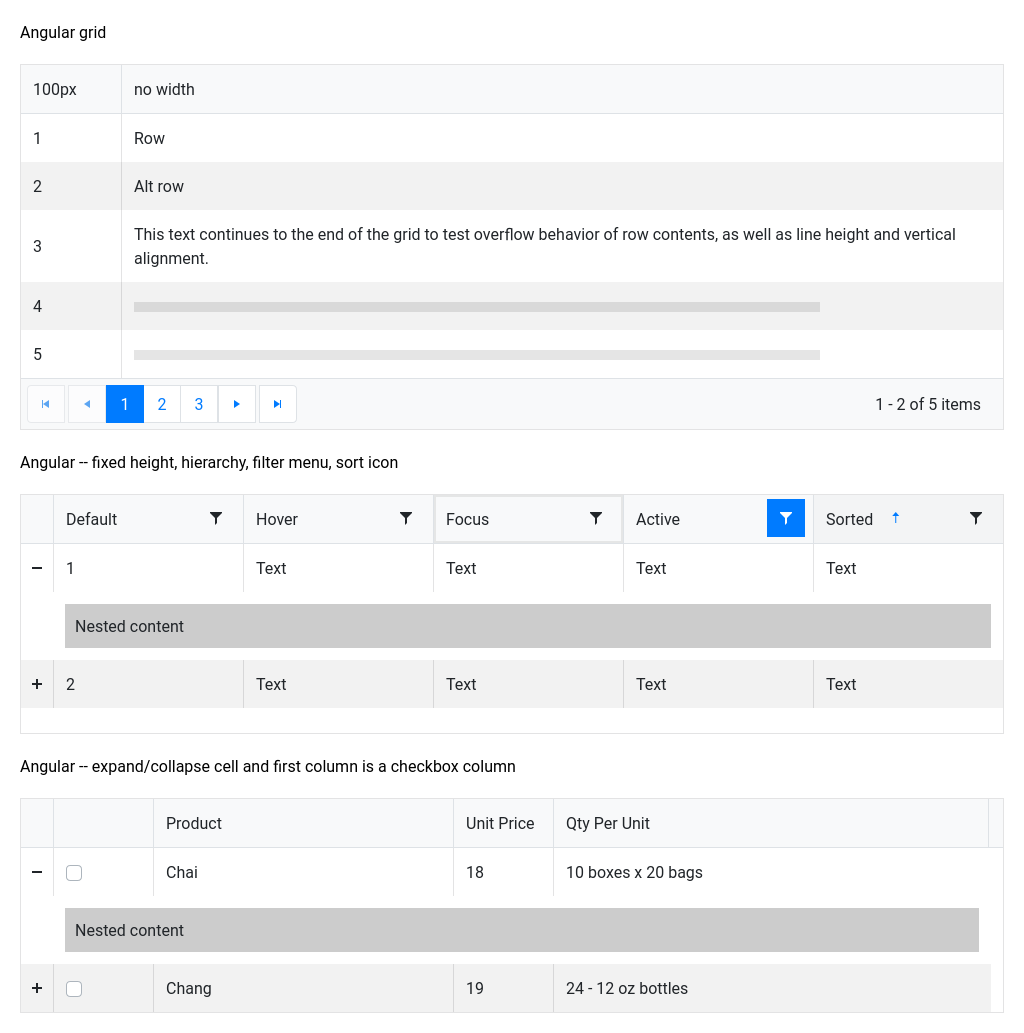 Angular grid
100px no width
1 Row
2 Alt row
3 This text continues to the end of the grid to test overflow behavior of row contents, as well as line height and vertical
alignment.
4
5
1 2 3 1 - 2 of 5 items
Angular -- fixed height, hierarchy, filter menu, sort icon
Default Hover Focus Active Sorted
1 Text Text Text Text
Nested content
2 Text Text Text Text
Angular -- expand/collapse cell and first column is a checkbox column
Product Unit Price Qty Per Unit
Chai 18 10 boxes x 20 bags
Nested content
Chang 19 24 - 12 oz bottles